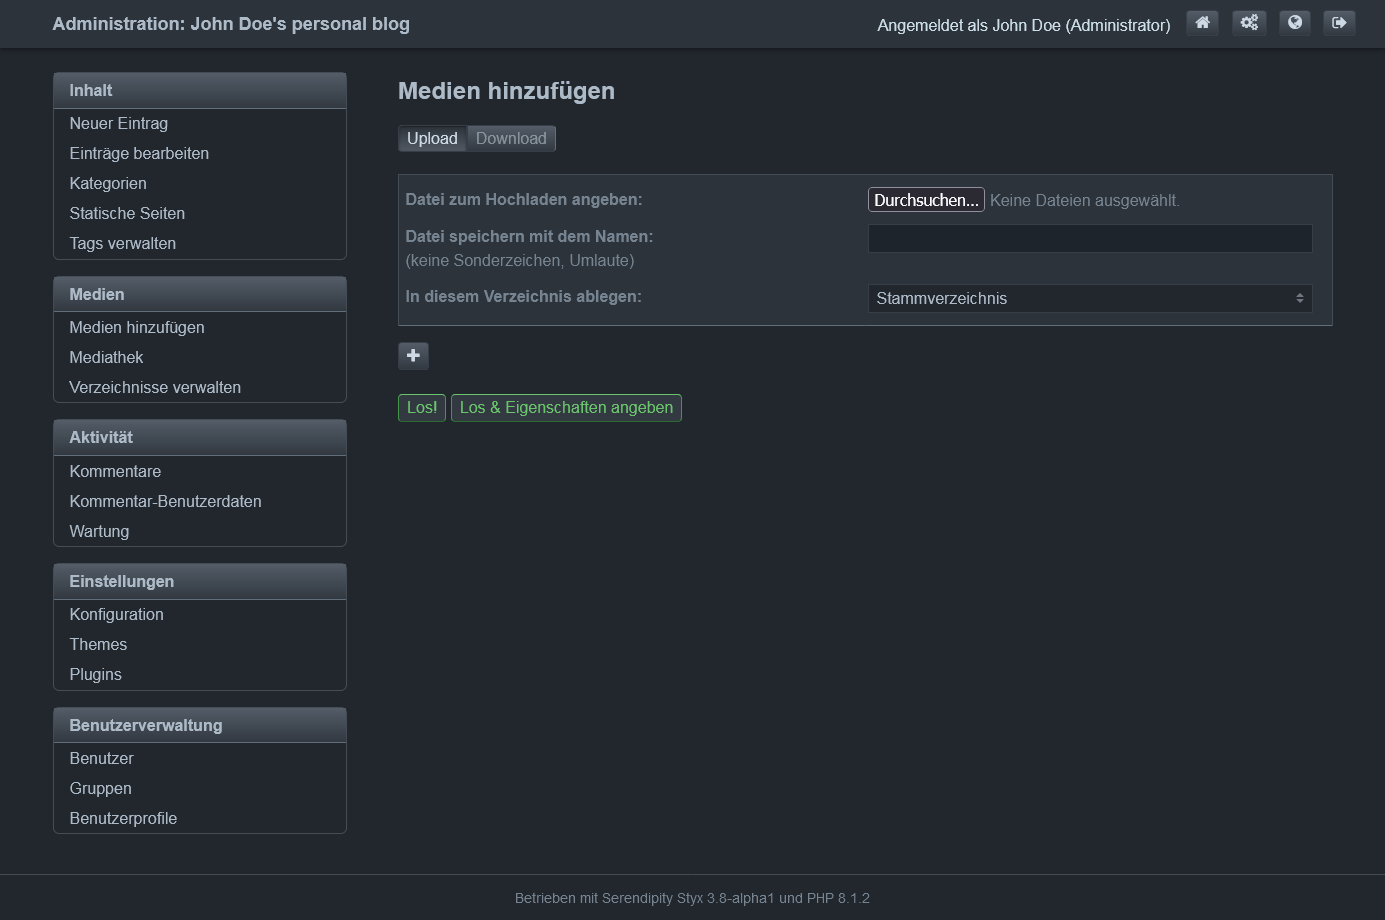 Administration: John Doe's personal blog
Angemeldet als John Doe (Administrator)
Inhalt
Neuer Eintrag
Einträge bearbeiten
Kategorien
Statische Seiten
Tags verwalten
Medien
Medien hinzufügen
Mediathek
Verzeichnisse verwalten
Aktivität
Kommentare
Kommentar-Benutzerdaten
Wartung
Einstellungen
Konfiguration
Themes
Plugins
Benutzerverwaltung
Benutzer
Gruppen
Benutzerprofile
Medien hinzufügen
Upload Download
Datei zum Hochladen angeben: Durchsuchen... Keine Dateien ausgewählt.
Datei speichern mit dem Namen:
(keine Sonderzeichen, Umlaute)
In diesem Verzeichnis ablegen: Stammverzeichnis
Los! Los & Eigenschaften angeben
Betrieben mit Serendipity Styx 3.8-alpha1 und PHP 8.1.2